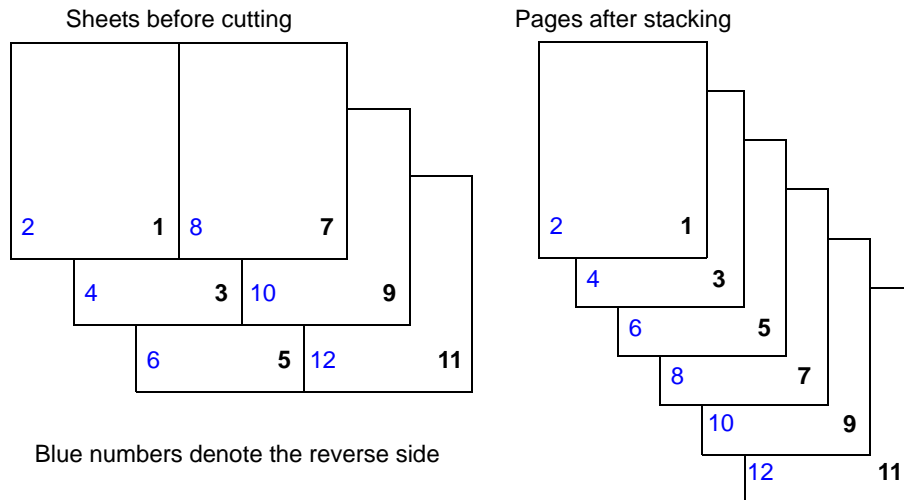 Sheets before cutting
2 1 8 7
4 3 10 9
6 5 12 11
Blue numbers denote the reverse side
Pages after stacking
2 1
4 3
6 5
8 7
10 9
12 11